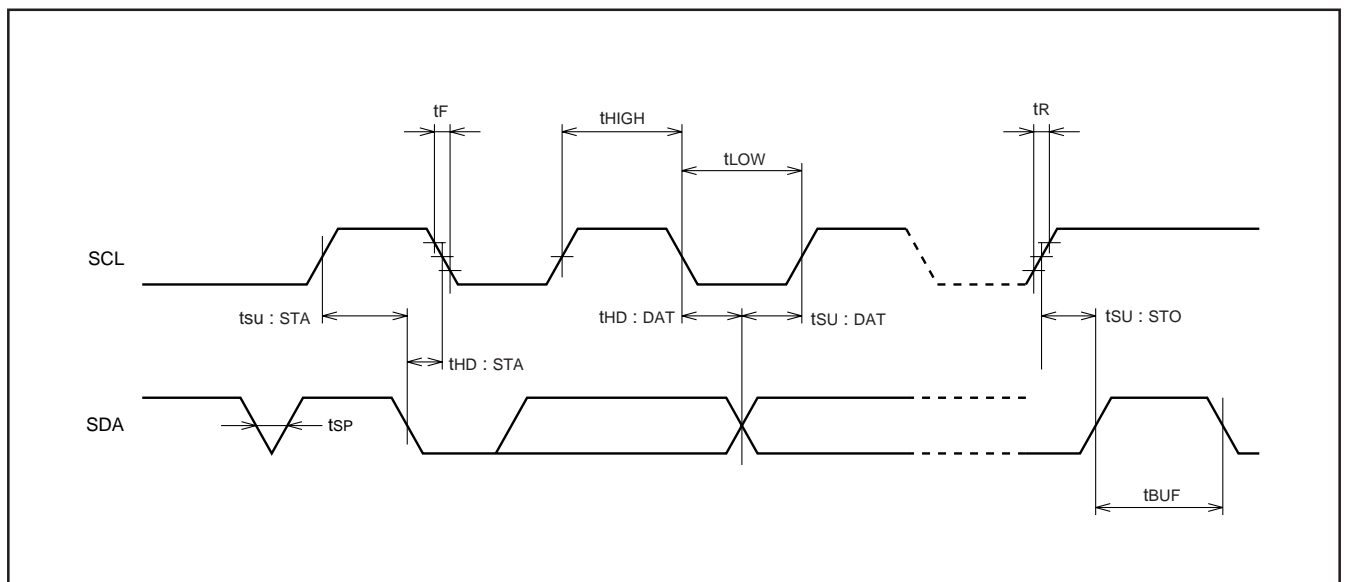 tF
tHIGH
tR
tLOW
SCL
tsu : STA
tHD : DAT
tSU : DAT
tSU : STO
tHD : STA
SDA
tSP
tBUF